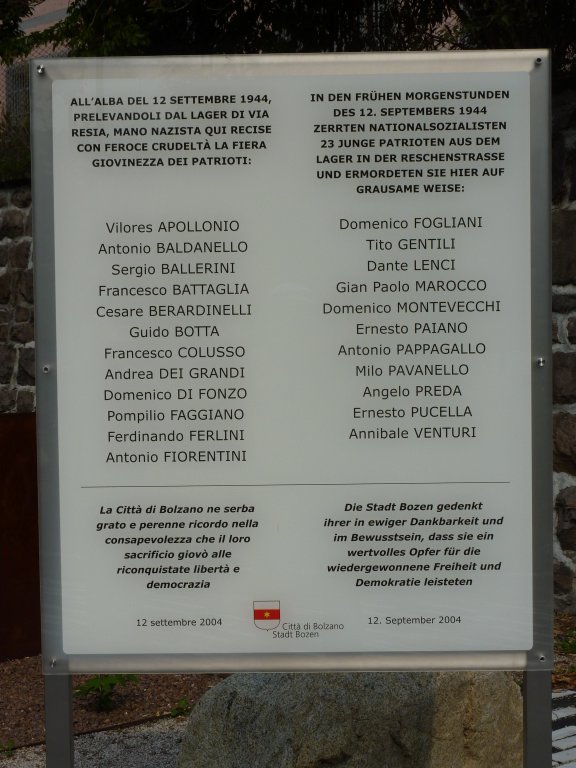 ALL'ALBA DEL 12 SETTEMBRE 1944,
PRELEVANDOLI DAL LAGER DI VIA
RESIA, MANO NAZISTA QUI RECISE
CON FEROCE CRUDELTÀ LA FIERA
GIOVINEZZA DEI PATRIOTI:
Vilores APOLLONIO
Antonio BALDANELLO
Sergio BALLERINI
Francesco BATTAGLIA
Cesare BERARDINELLI
Guido BOTTA
Francesco COLUSSO
Andrea DEI GRANDI
Domenico DI FONZO
Pompilio FAGGIANO
Ferdinando FERLINI
Antonio FIORENTINI
IN DEN FRÜHEN MORGENSTUNDEN
DES 12. SEPTEMBERS 1944
ZERRTEN NATIONALSOZIALISTEN
23 JUNGE PATRIOTEN AUS DEM
LAGER IN DER RESCHENSTRASSE
UND ERMORDETEN SIE HIER AUF
GRAUSAME WEISE:
Domenico FOGLIANI
Tito GENTILI
Dante LENCI
Gian Paolo MAROCCO
Domenico MONTEVECCHI
Ernesto PAIANO
Antonio PAPPAGALLO
Milo PAVANELLO
Angelo PREDA
Ernesto PUCELLA
Annibale VENTURI
La Città di Bolzano ne serba
grato e perenne ricordo nella
consapevolezza che il loro
sacrificio giovò alle
riconquistate libertà e
democrazia
12 settembre 2004
Die Stadt Bozen gedenkt
ihrer in ewiger Dankbarkeit und
im Bewusstsein, dass sie ein
wertvolles Opfer für die
wiedergewonnene Freiheit und
Demokratie leisteten
12. September 2004
Città di Bolzano
Stadt Bozen